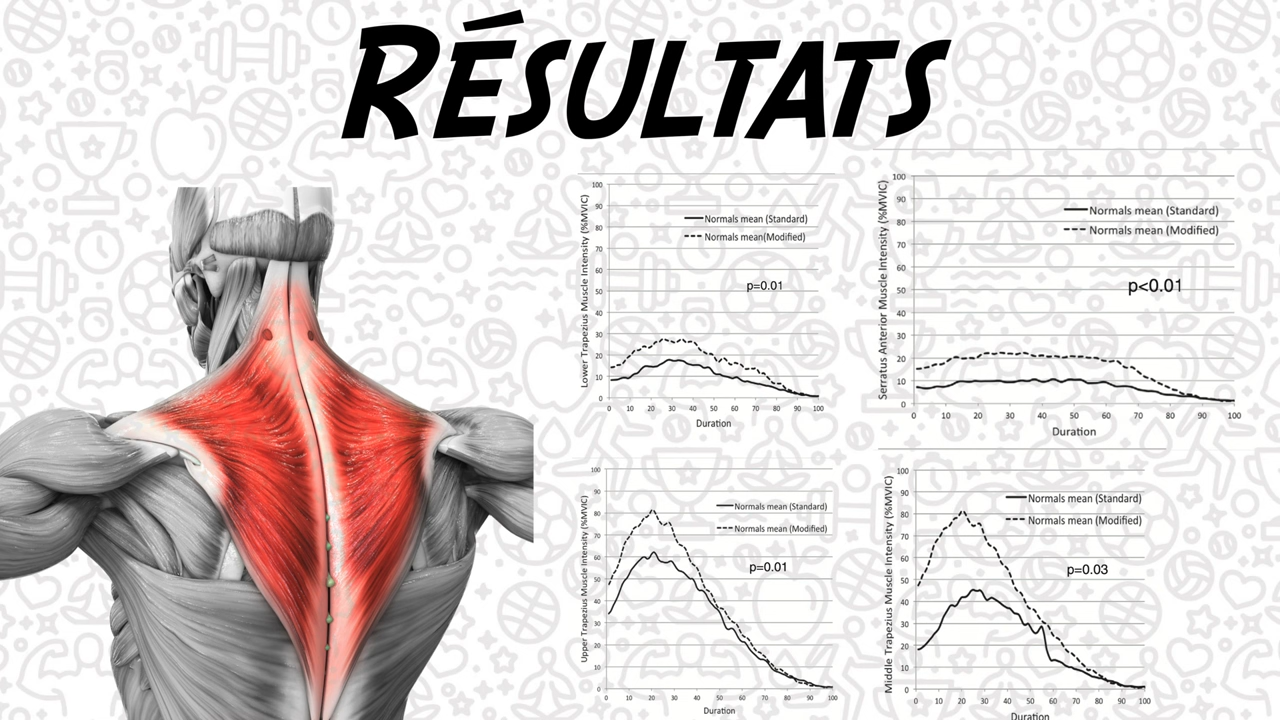 RÉSULTATS
Lower Trapezius Muscle Intensity (%MVIC)
100
90
80
70
60
50
40
30
20
10
0
Normals mean (Standard)
Normals mean(Modified)
p=0.01
0 10 20 30 40 50 60 70 80 90 100
Duration
Serratus Anterior Muscle Intensity (%MVIC)
100
90
80
70
60
50
40
30
20
10
0
Normals mean (Standard)
Normals mean (Modified)
p<0.01
0 10 20 30 40 50 60 70 80 90 100
Duration
Upper Trapezius Muscle Intensity (%MVIC)
100
90
80
70
60
50
40
30
20
10
0
Normals mean (Standard)
Normals mean (Modified)
p=0.01
0 10 20 30 40 50 60 70 80 90 100
Duration
Middle Trapezius Muscle Intensity (%MVIC)
100
90
80
70
60
50
40
30
20
10
0
Normals mean (Standard)
Normals mean (Modified)
p=0.03
0 10 20 30 40 50 60 70 80 90 100
Duration